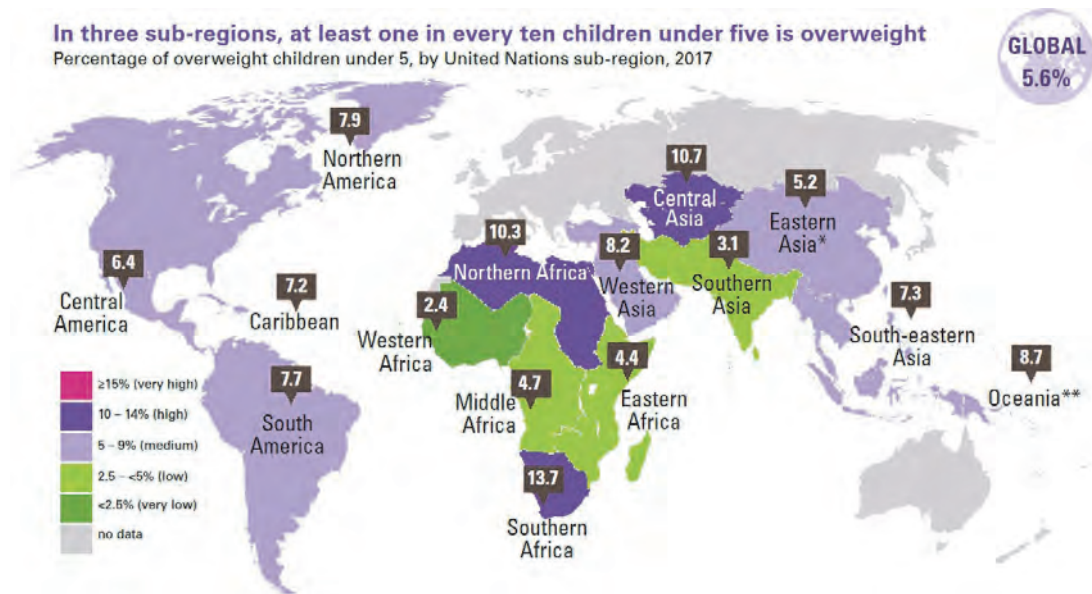 In three sub-regions, at least one in every ten children under five is overweight
Percentage of overweight children under 5, by United Nations sub-region, 2017
GLOBAL
5.6%
7.9
Northern
America
6.4
Central
America
7.2
Caribbean
7.7
South
America
10.3
Northern Africa
2.4
Western
Africa
4.7
Middle
Africa
4.4
Eastern Africa
13.7
Southern
Africa
8.2
Western
Asia
10.7
Central
Asia
3.1
Southern
Asia
5.2
Eastern
Asia*
7.3
South-eastern
Asia
8.7
Oceania**
≥15% (very high)
10 – 14% (high)
5 – 9% (medium)
2.5 – <5% (low)
<2.5% (very low)
no data